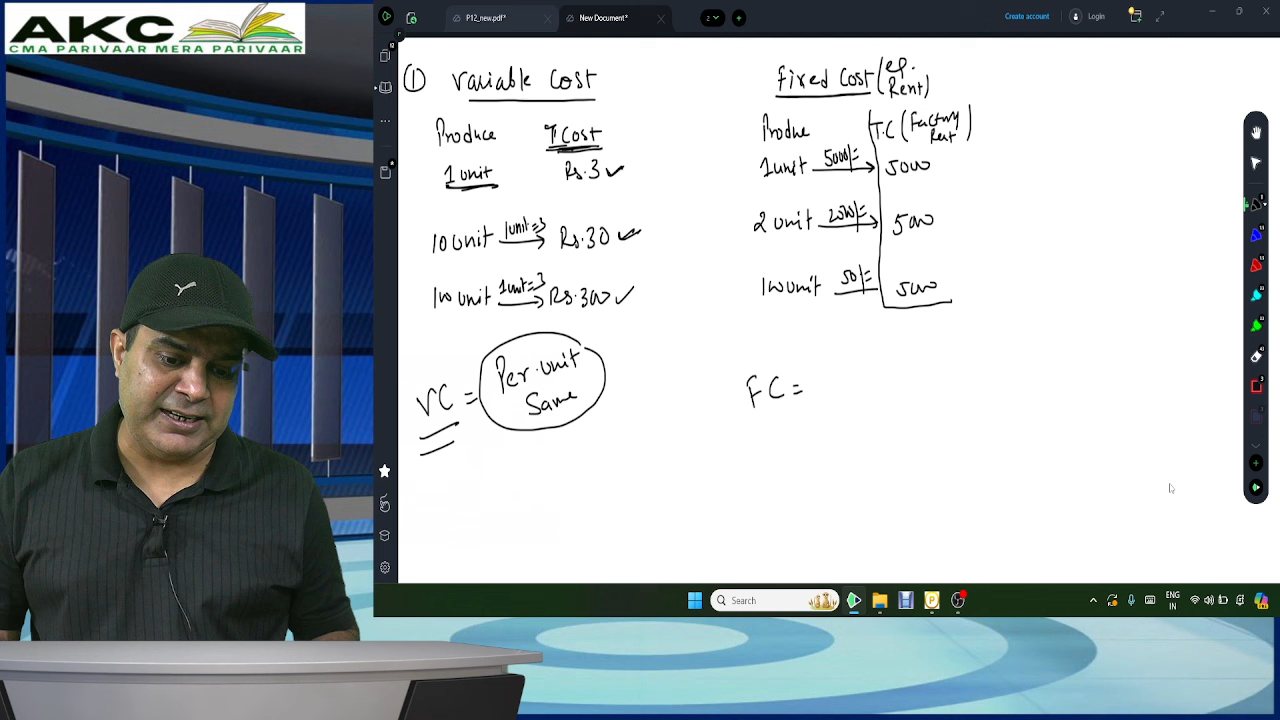 AKC
CMA PARIVAAR MERA PARIVAAR
P12_new.pdf*
New Document*
2
Create account
Login
① Variable Cost
Produce T.Cost
1 unit Rs.3 ✓
10 unit 1unit=3 → Rs.30 ✓
100 unit 1unit=3 → Rs.300 ✓
VC = Per unit
Same
Fixed Cost (eg.
Rent)
Produe T.C (Factory
Rent)
1 unit 5000/= → 5000
2 unit → 5000
100 unit 50/= 5000
FC =
Search
ENG
IN